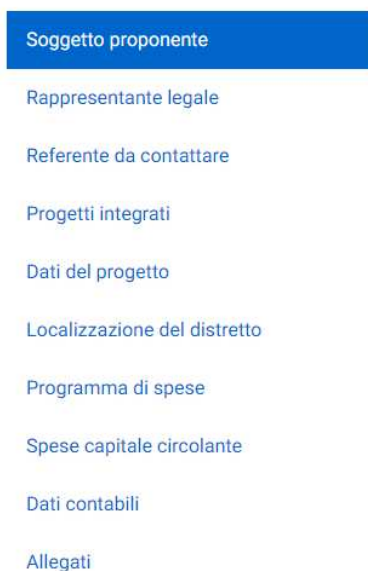 Soggetto proponente
Rappresentante legale
Referente da contattare
Progetti integrati
Dati del progetto
Localizzazione del distretto
Programma di spese
Spese capitale circolante
Dati contabili
Allegati